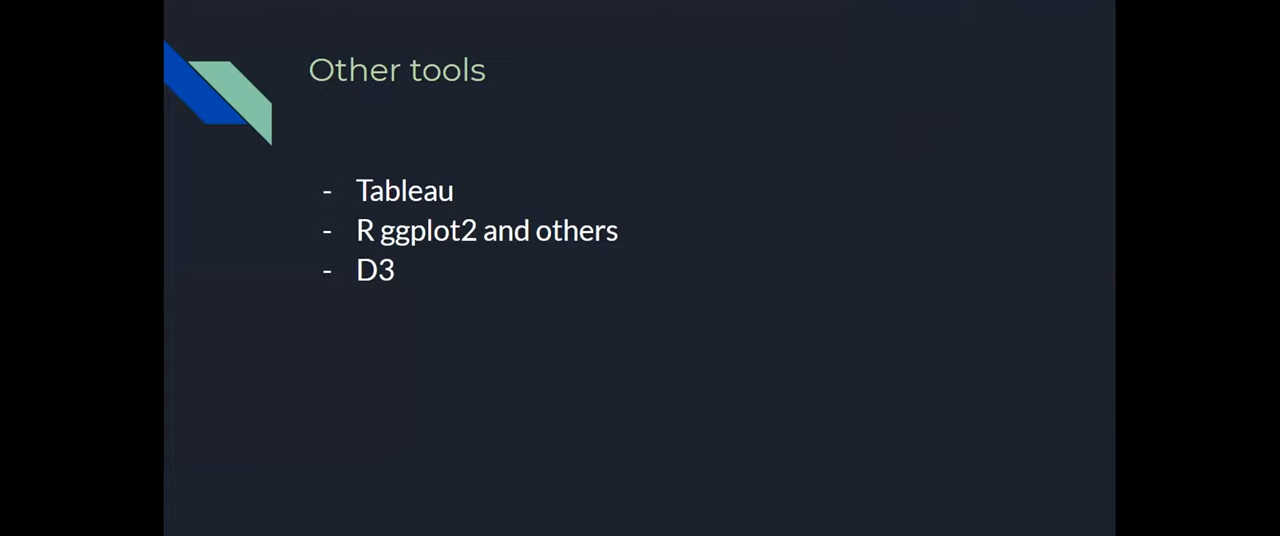 Other tools
- Tableau
- R ggplot2 and others
- D3